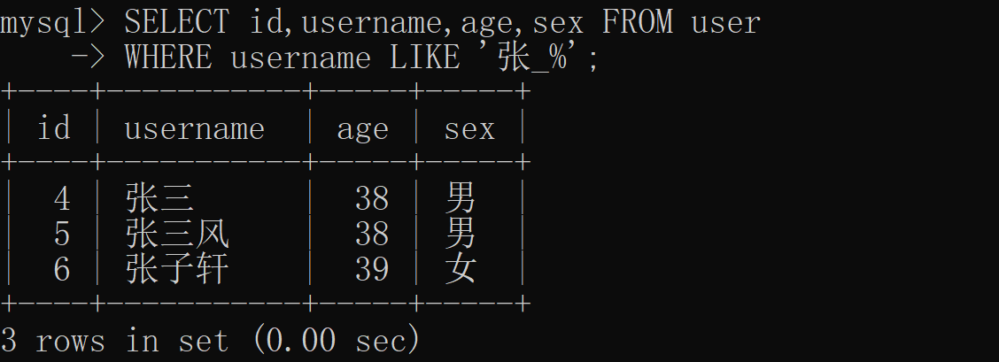 mysql> SELECT id,username,age,sex FROM user
    -> WHERE username LIKE '张_%';
+----+-----------+-----+-----+
| id | username  | age | sex |
+----+-----------+-----+-----+
|  4 | 张三      |  38 | 男  |
|  5 | 张三风    |  38 | 男  |
|  6 | 张子轩    |  39 | 女  |
+----+-----------+-----+-----+
3 rows in set (0.00 sec)